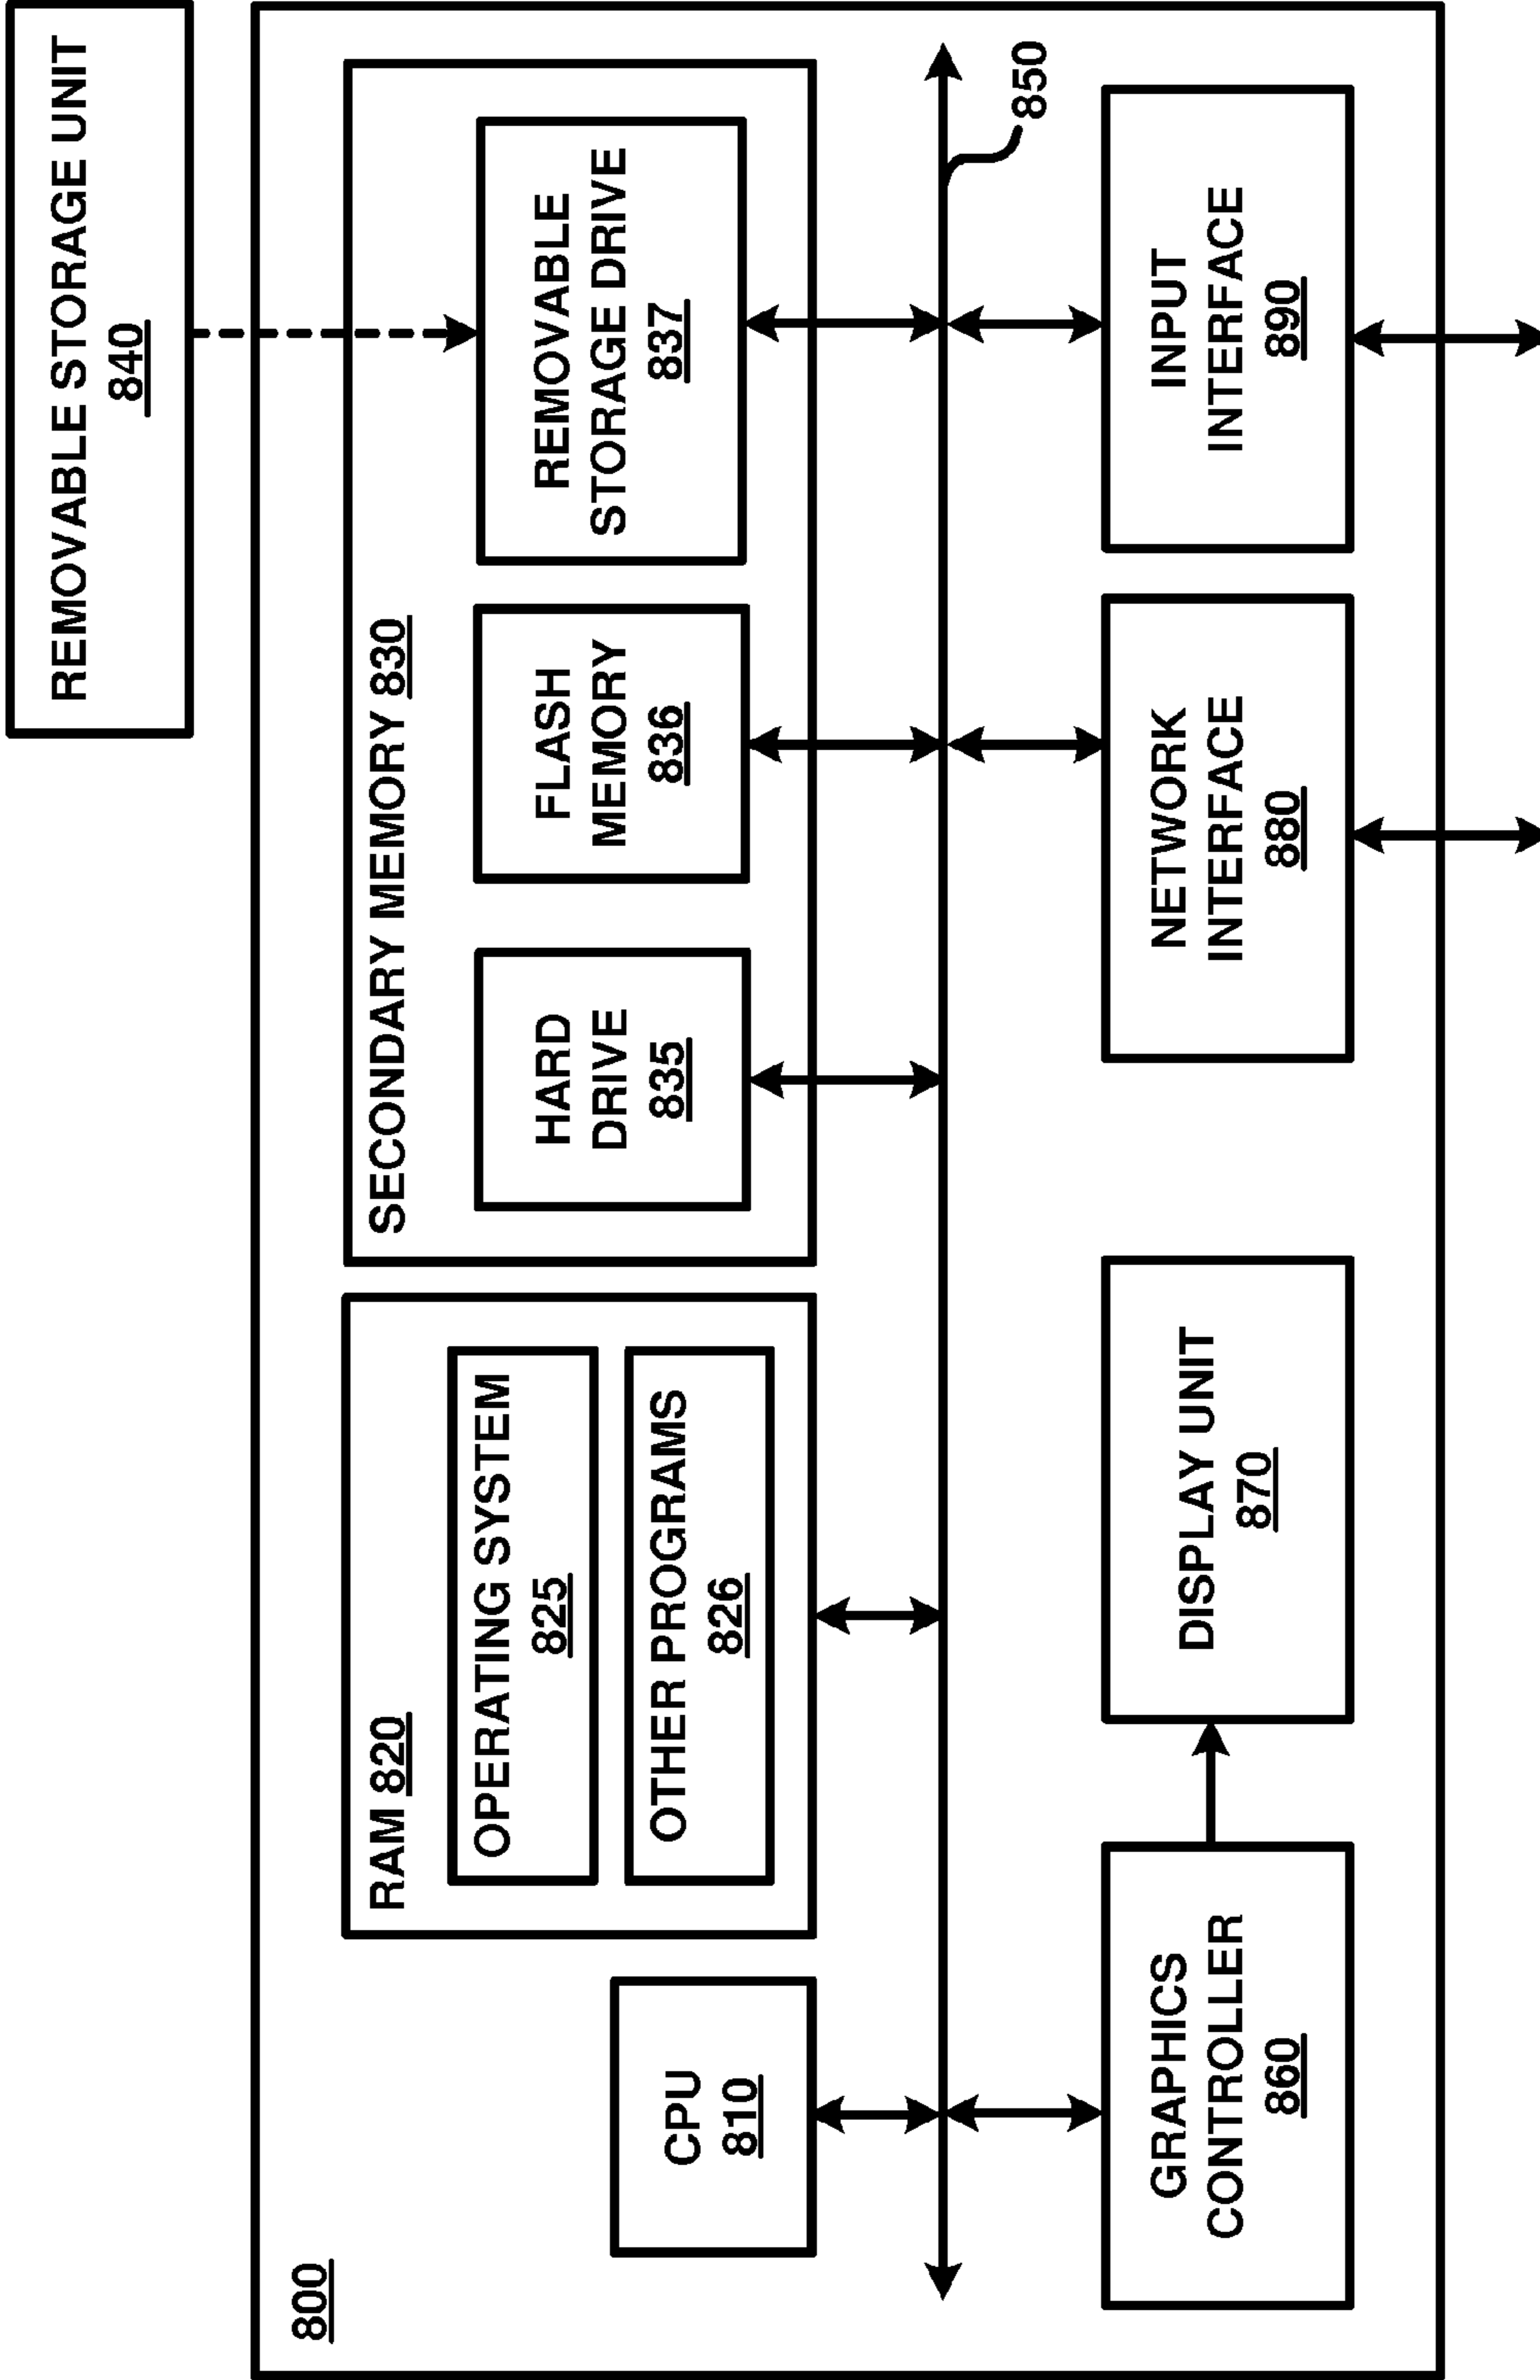 REMOVABLE STORAGE UNIT
840
800
CPU
810
RAM 820
OPERATING SYSTEM
825
OTHER PROGRAMS
826
SECONDARY MEMORY 830
HARD
DRIVE
835
FLASH
MEMORY
836
REMOVABLE
STORAGE DRIVE
837
850
GRAPHICS
CONTROLLER
860
DISPLAY UNIT
870
NETWORK
INTERFACE
880
INPUT
INTERFACE
890